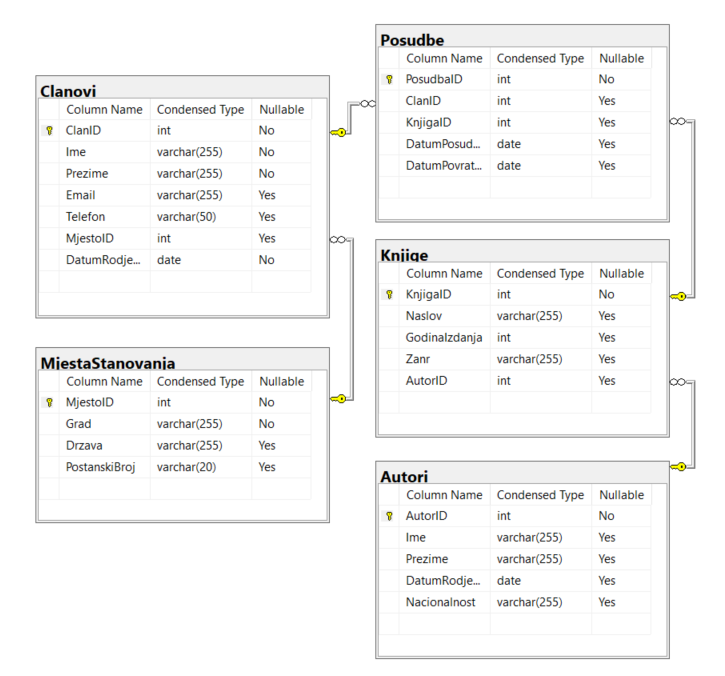 Clanovi
Column Name Condensed Type Nullable
ClanID int No
Ime varchar(255) No
Prezime varchar(255) No
Email varchar(255) Yes
Telefon varchar(50) Yes
MjestoID int Yes
DatumRodje... date No
MjestaStanovanja
Column Name Condensed Type Nullable
MjestoID int No
Grad varchar(255) No
Drzava varchar(255) Yes
PostanskiBroj varchar(20) Yes
Posudbe
Column Name Condensed Type Nullable
PosudbaID int No
ClanID int Yes
KnjigaID int Yes
DatumPosud... date Yes
DatumPovrat... date Yes
Knjige
Column Name Condensed Type Nullable
KnjigaID int No
Naslov varchar(255) Yes
GodinaIzdanja int Yes
Zanr varchar(255) Yes
AutorID int Yes
Autori
Column Name Condensed Type Nullable
AutorID int No
Ime varchar(255) Yes
Prezime varchar(255) Yes
DatumRodje... date Yes
Nacionalnost varchar(255) Yes